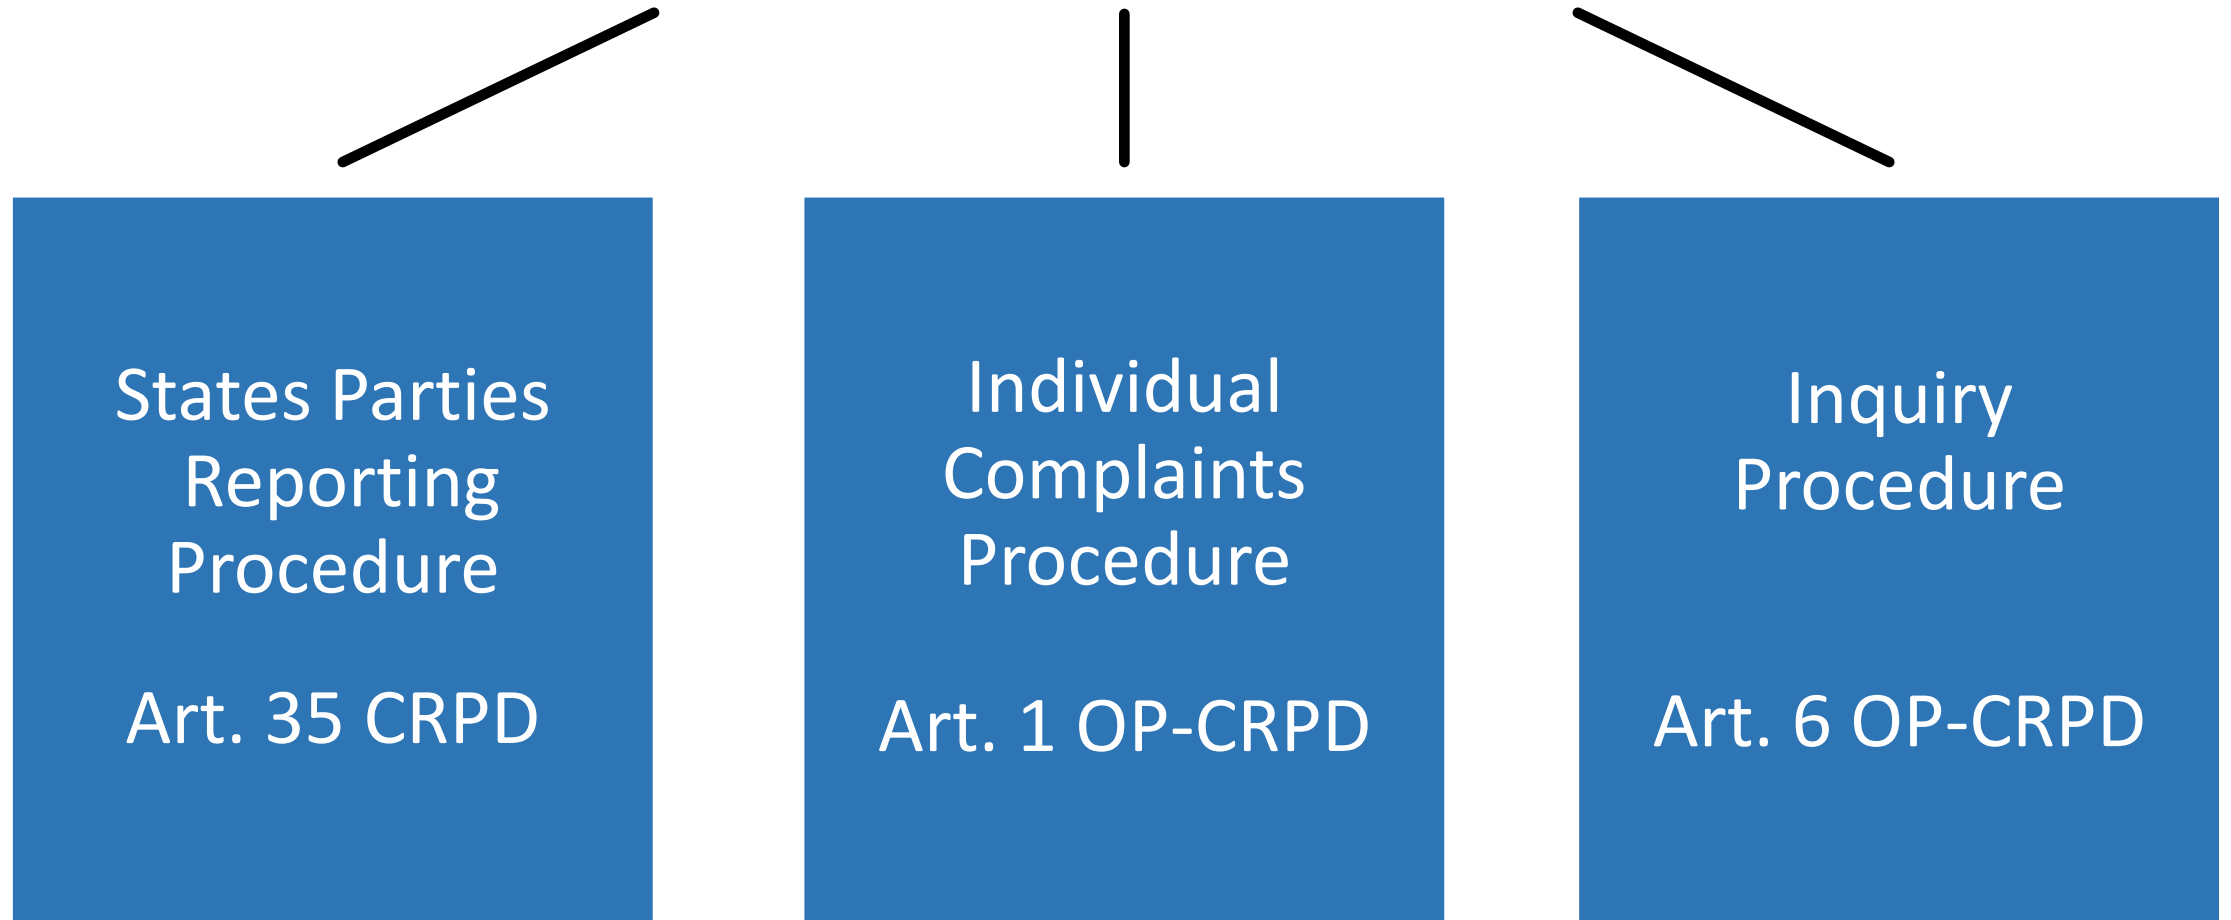 States Parties
Reporting
Procedure
Art. 35 CRPD
Individual
Complaints
Procedure
Art. 1 OP-CRPD
Inquiry
Procedure
Art. 6 OP-CRPD